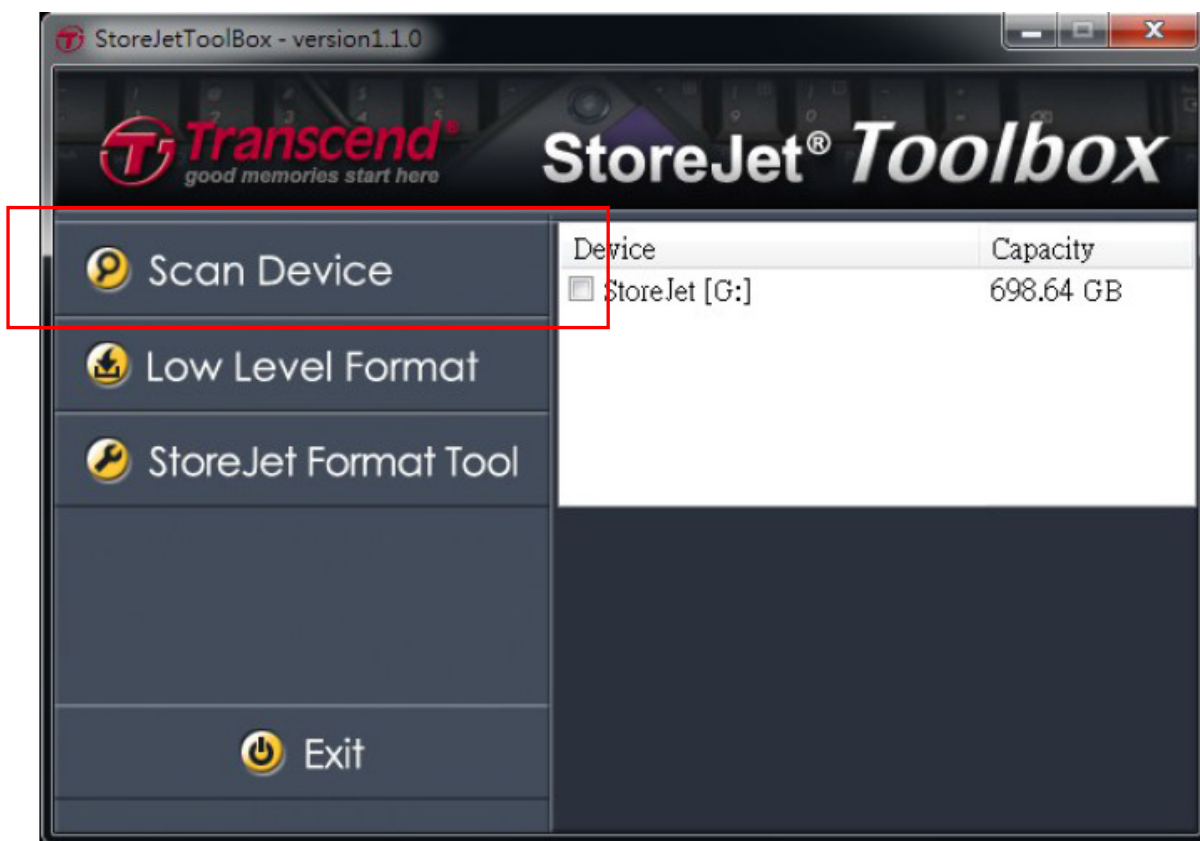 StoreJetToolBox - version1.1.0
Transcend®
good memories start here
StoreJet® Toolbox
Scan Device
Low Level Format
StoreJet Format Tool
Exit
Device Capacity
StoreJet [G:] 698.64 GB